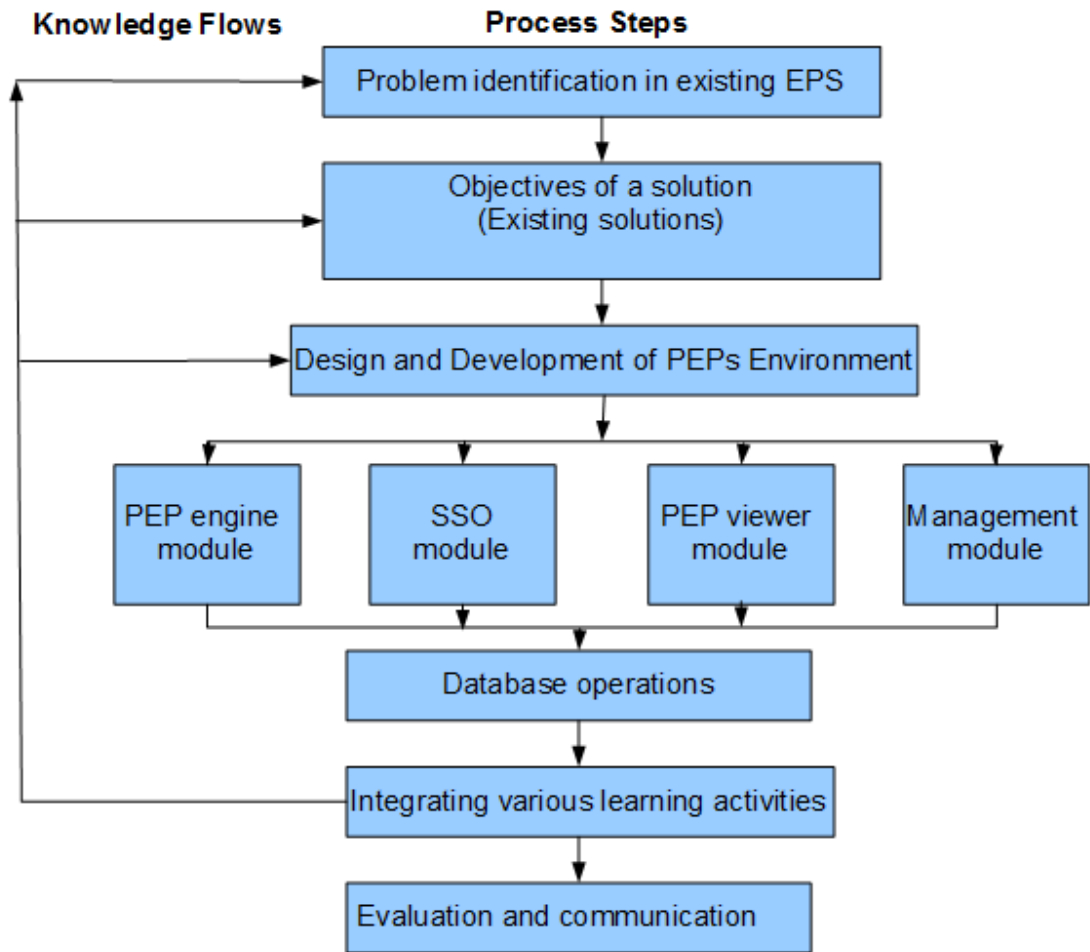 Knowledge Flows
Process Steps
Problem identification in existing EPS
Objectives of a solution
(Existing solutions)
Design and Development of PEPs Environment
PEP engine
module
SSO
module
PEP viewer
module
Management
module
Database operations
Integrating various learning activities
Evaluation and communication